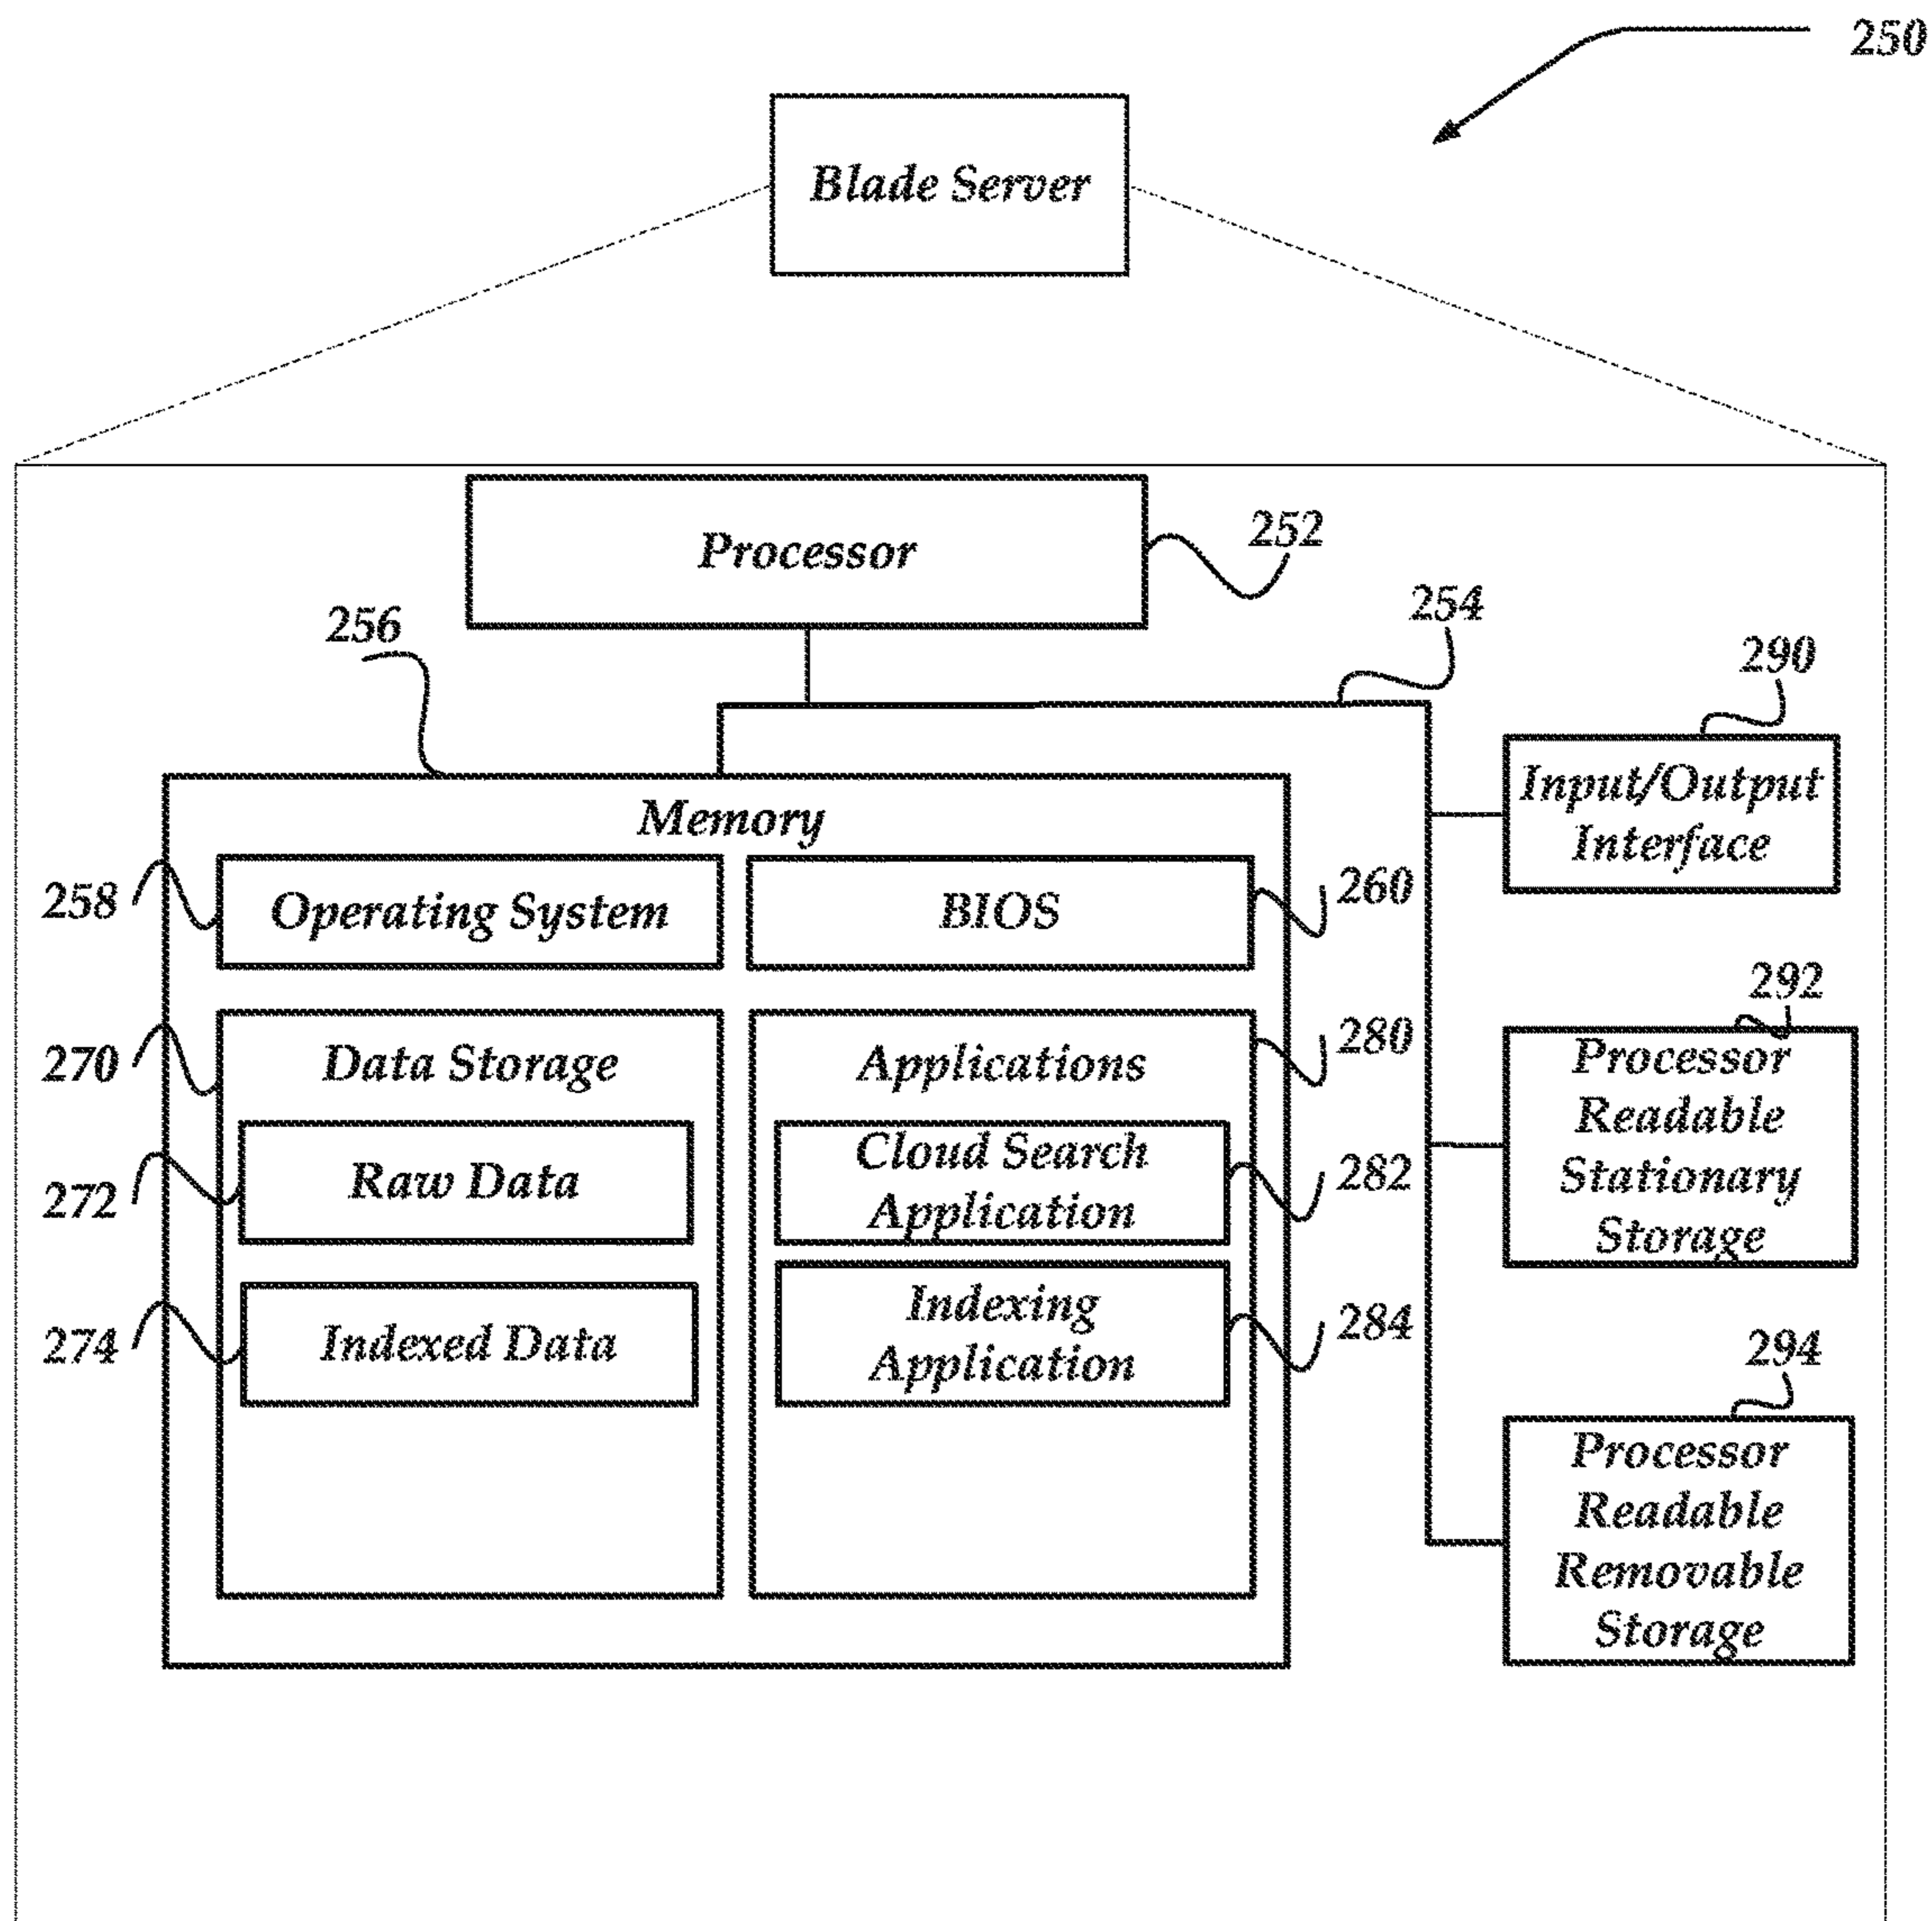 250
Blade Server
Processor
252
254
256
290
Input/Output
Interface
Memory
258
Operating System
BIOS
260
292
Processor
Readable
Stationary
Storage
270
Data Storage
Applications
280
Raw Data
272
Cloud Search
Application
282
Indexed Data
274
Indexing
Application
284
294
Processor
Readable
Removable
Storage